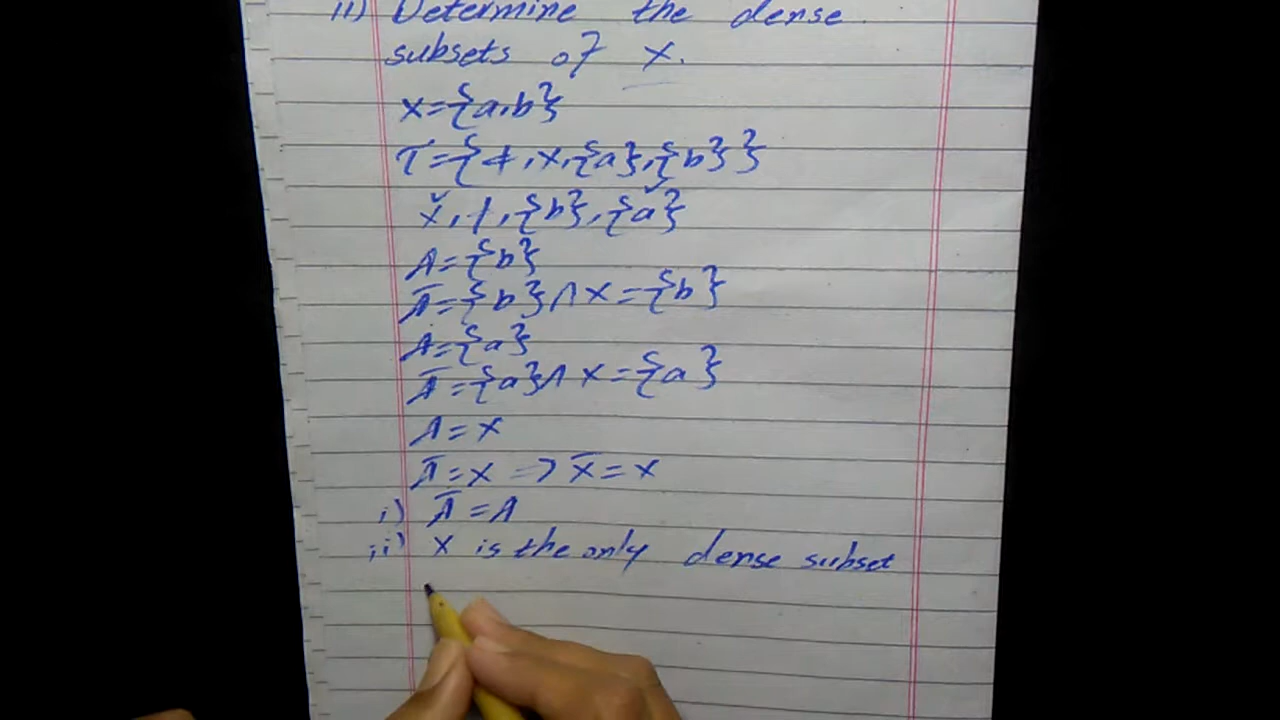 ii) Determine the dense
subsets of X.
X={a,b}
τ={ϕ,X,{a},{b}}
X,ϕ,{b},{a}
A={b}
A̅={b}∩X={b}
A={a}
A̅={a}∩X={a}
A=X
A̅=X => X̅=X
i) A̅=A
ii) X is the only dense subset